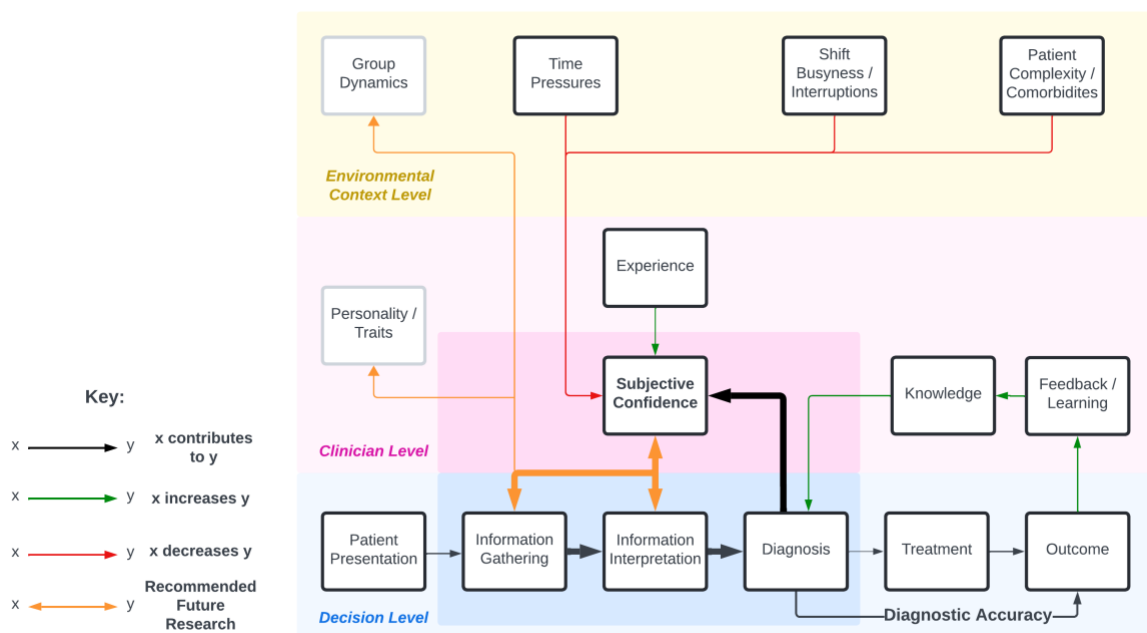 Group
Dynamics
Time
Pressures
Shift
Busyness /
Interruptions
Patient
Complexity /
Comorbidites
Environmental
Context Level
Experience
Personality /
Traits
Subjective
Confidence
Knowledge
Feedback /
Learning
Clinician Level
Key:
x y x contributes
to y
x y x increases y
x y x decreases y
x y Recommended
Future
Research
Patient
Presentation
Information
Gathering
Information
Interpretation
Diagnosis
Treatment
Outcome
Decision Level
Diagnostic Accuracy